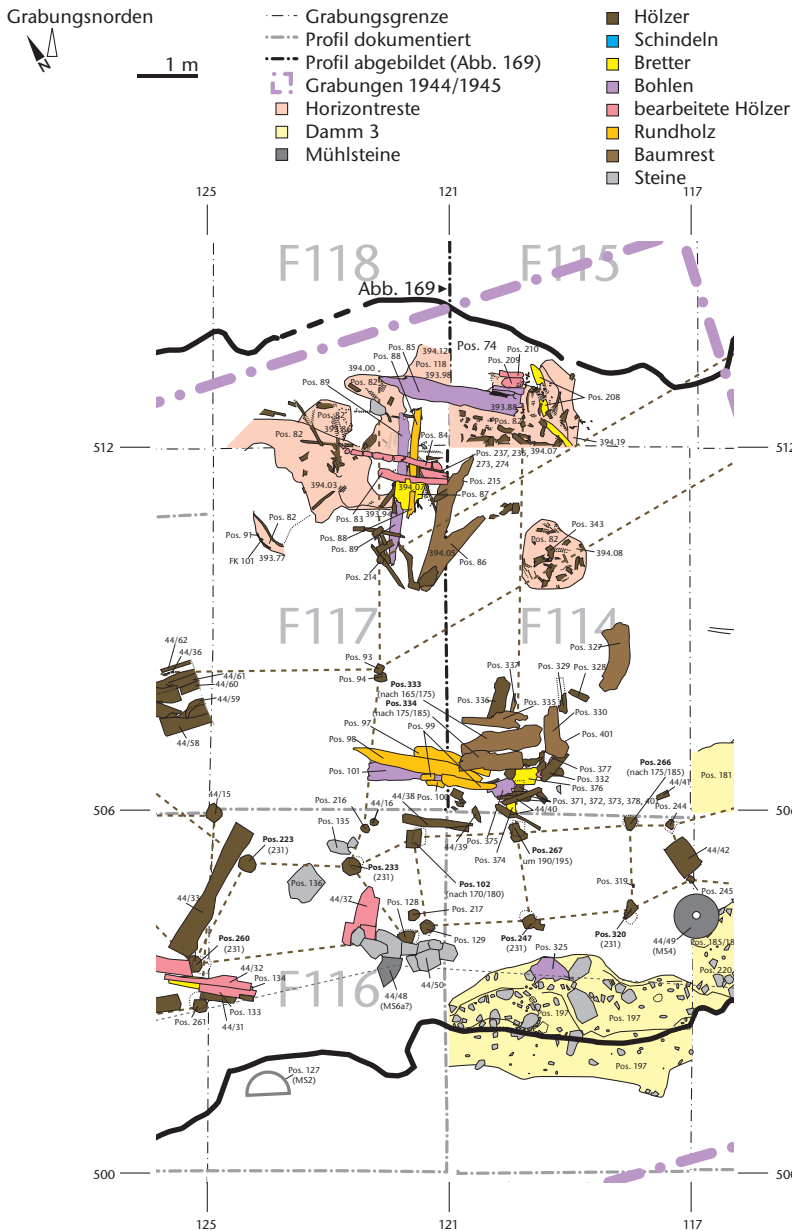 Grabungsnorden
N
1 m
Grabungsgrenze
Profil dokumentiert
Profil abgebildet (Abb. 169)
Grabungen 1944/1945
Horizontreste
Damm 3
Mühlsteine
Hölzer
Schindeln
Bretter
Bohlen
bearbeitete Hölzer
Rundholz
Baumrest
Steine
125
121
117
F118
F115
Abb. 169
Pos. 74
Pos. 85
394.12
Pos. 88
Pos. 118
394.00
393.98
Pos. 89
Pos. 82
Pos. 210
Pos. 209
393.88
Pos. 208
Pos. 82
Pos. 82
Pos. 82
Pos. 84
394.07
394.19
512
512
Pos. 237, 236,
273, 274
Pos. 215
394.03
394.07
Pos. 87
393.94
Pos. 83
Pos. 82
Pos. 91
Pos. 88
FK 101
393.77
Pos. 89
394.05
Pos. 86
Pos. 214
Pos. 343
Pos. 82
394.08
F117
F114
44/62
44/36
44/61
44/60
44/59
44/58
Pos. 93
Pos. 94
Pos. 333
(nach 165/175)
Pos. 334
(nach 175/185)
Pos. 337
Pos. 329
Pos. 328
Pos. 327
Pos. 336
Pos. 335
Pos. 330
Pos. 401
Pos. 97
Pos. 99
Pos. 98
Pos. 101
Pos. 100
Pos. 377
Pos. 332
Pos. 376
Pos. 266
(nach 175/185)
44/41
Pos. 181
44/15
Pos. 216
44/16
44/38
44/40
Pos. 371, 372, 373, 378, 401
Pos. 244
506
506
Pos. 135
44/39
Pos. 375
Pos. 374
Pos. 267
um 190/195)
44/42
Pos. 223
(231)
Pos. 233
(231)
Pos. 102
(nach 170/180)
Pos. 319
Pos. 245
Pos. 136
44/33
44/37
Pos. 128
Pos. 217
Pos. 129
Pos. 247
(231)
Pos. 320
(231)
44/49
(MS4)
Pos. 260
(231)
44/32
Pos. 134
Pos. 325
Pos. 220
F116
44/50
44/48
(MS6a?)
Pos. 133
44/31
Pos. 261
Pos. 197
Pos. 197
Pos. 197
Pos. 127
(MS2)
500
125
121
117